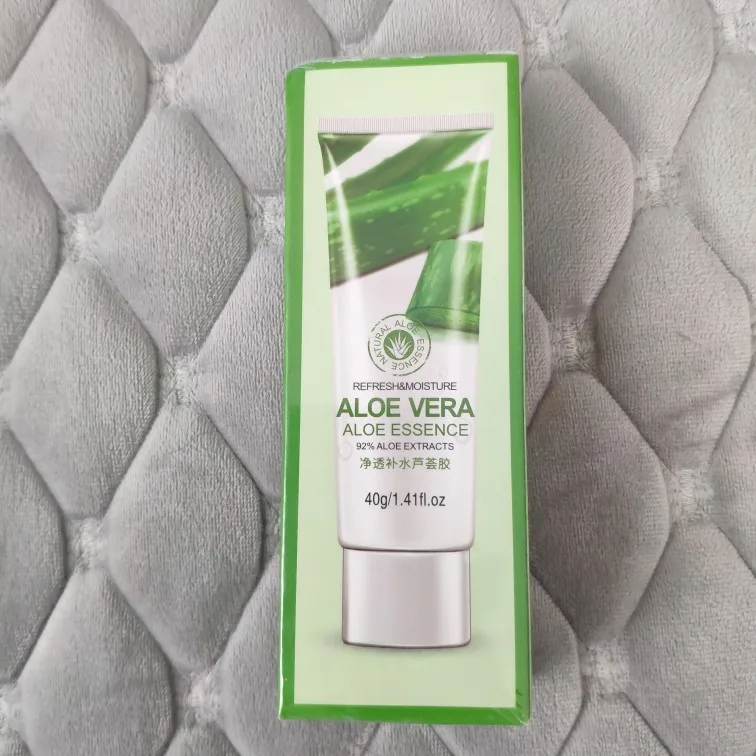 NATURAL ALOE ESSENCE
REFRESH&MOISTURE
ALOE VERA
ALOE ESSENCE
92% ALOE EXTRACTS
净透补水芦荟胶
40g/1.41fl.oz